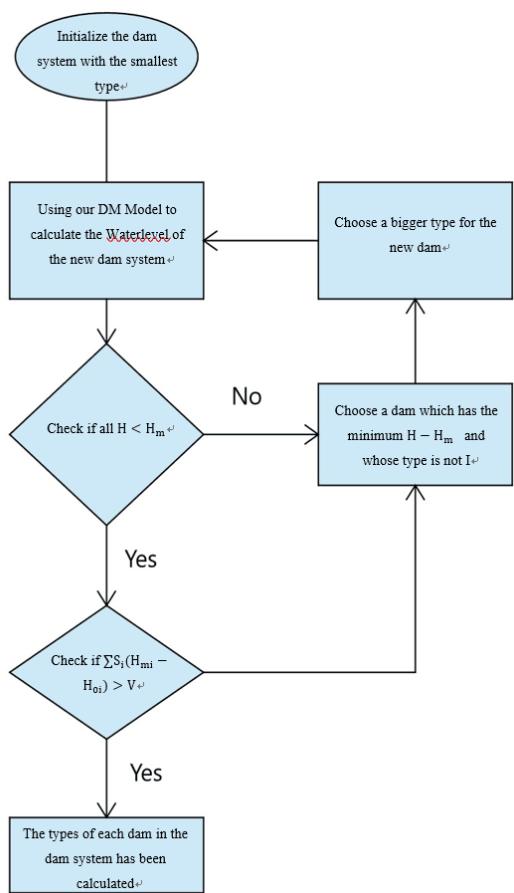 Initialize the dam
system with the smallest
type↵
Using our DM Model to
calculate the Waterlevel of
the new dam system↵
Choose a bigger type for the
new dam↵
Check if all H < Hₘ↵
No
Choose a dam which has the
minimum H − Hₘ and
whose type is not I↵
Yes
Check if ∑Sᵢ(Hₘᵢ −
H₀ᵢ) > V↵
Yes
The types of each dam in the
dam system has been
calculated↵